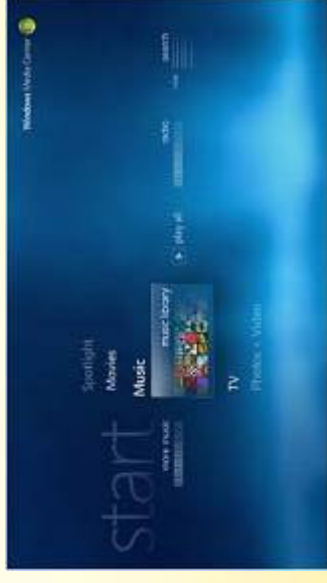 Windows Media Center
start
Spotlight
Movies
Music
more music
music library
play all
radio
search
TV
Photos + Video